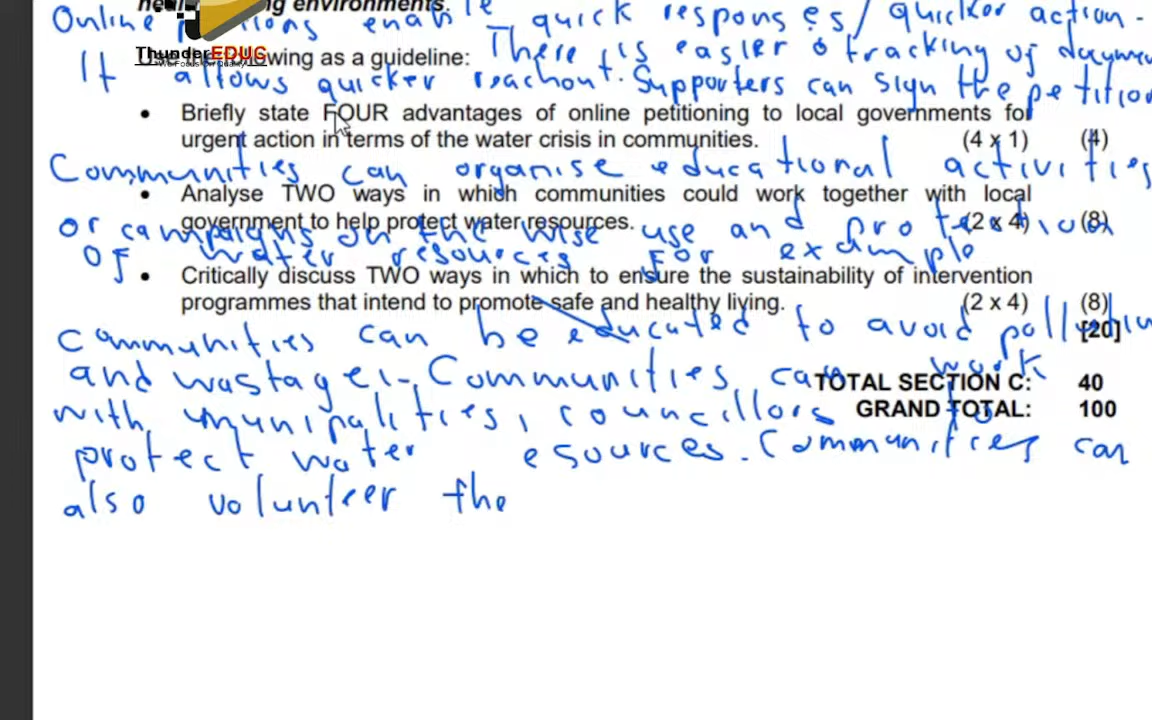 healthy living environments.
Online petitions enable quick responses/ quicker action.
ThunderEDUC
Use the following as a guideline:
There is easier tracking of
It allows quicker reachout. Supporters can sign the petition
• Briefly state FOUR advantages of online petitioning to local governments for
urgent action in terms of the water crisis in communities. (4 x 1) (4)
Communities can organise educational activities
• Analyse TWO ways in which communities could work together with local
government to help protect water resources. (2 x 4) (8)
or campaigns on the wise use and protection
of water resources for example
• Critically discuss TWO ways in which to ensure the sustainability of intervention
programmes that intend to promote safe and healthy living. (2 x 4) (8)
[20]
communities can be educated to avoid pollution
and wastage. Communities can work
TOTAL SECTION C: 40
with municipalities, councillors to
GRAND TOTAL: 100
protect water esources. Communities can
also volunteer the